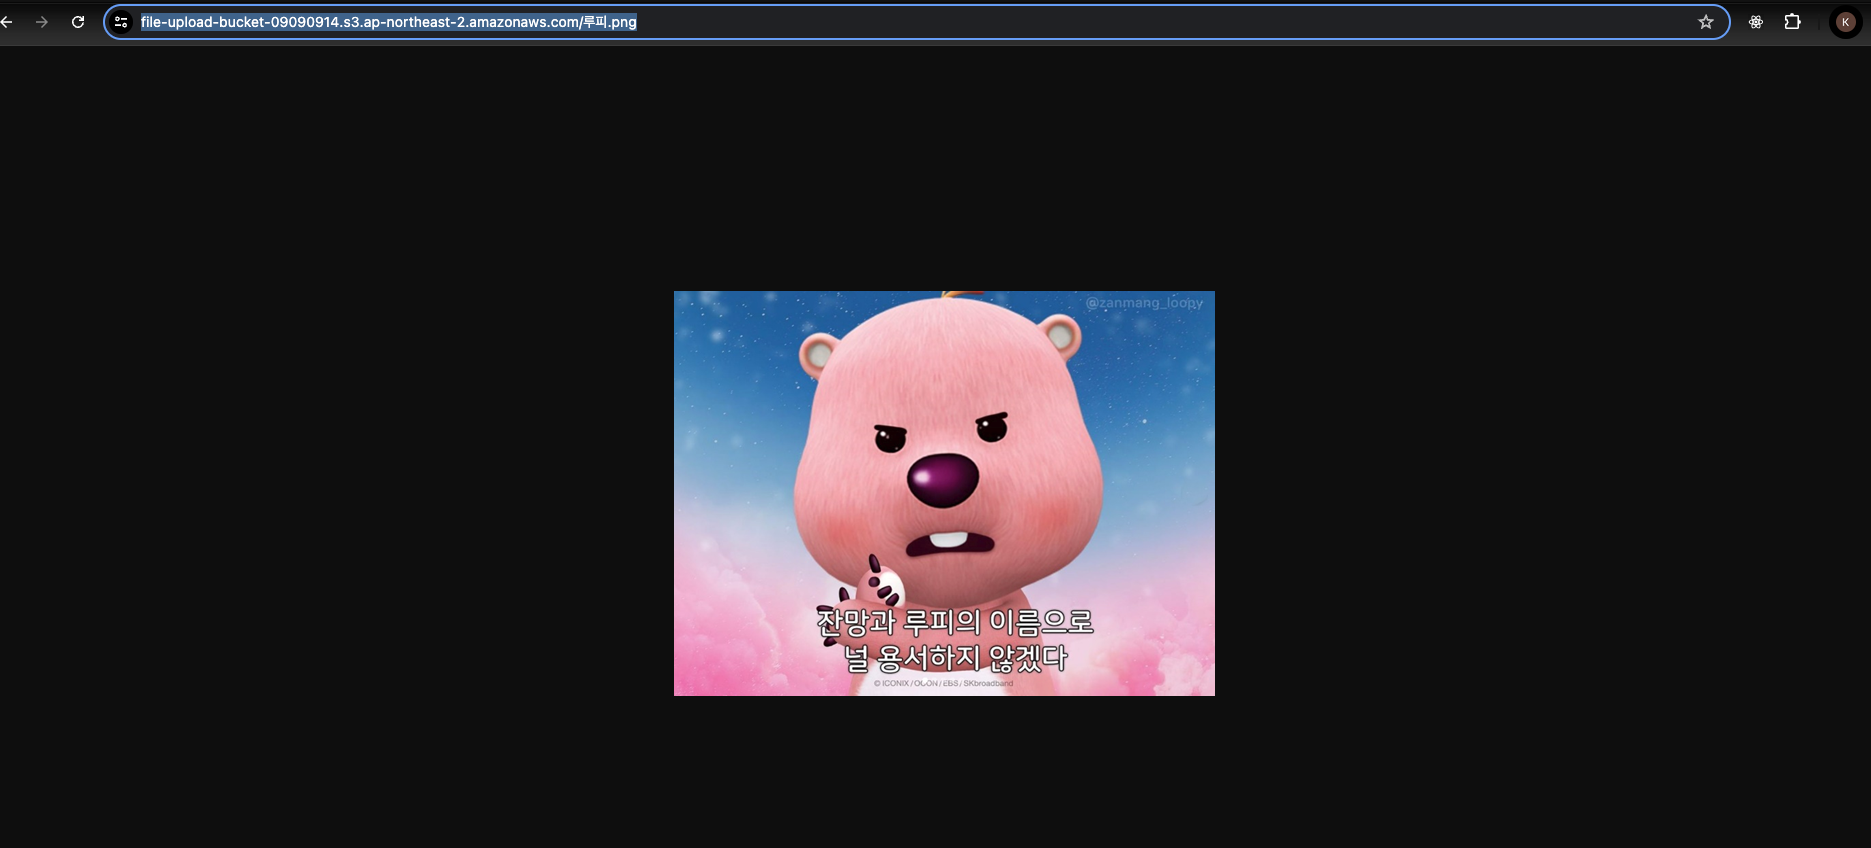 file-upload-bucket-09090914.s3.ap-northeast-2.amazonaws.com/루피.png
K
@zanmang_loopy
잔망과 루피의 이름으로
널 용서하지 않겠다
© ICONIX / OCON / EBS / SKbroadband